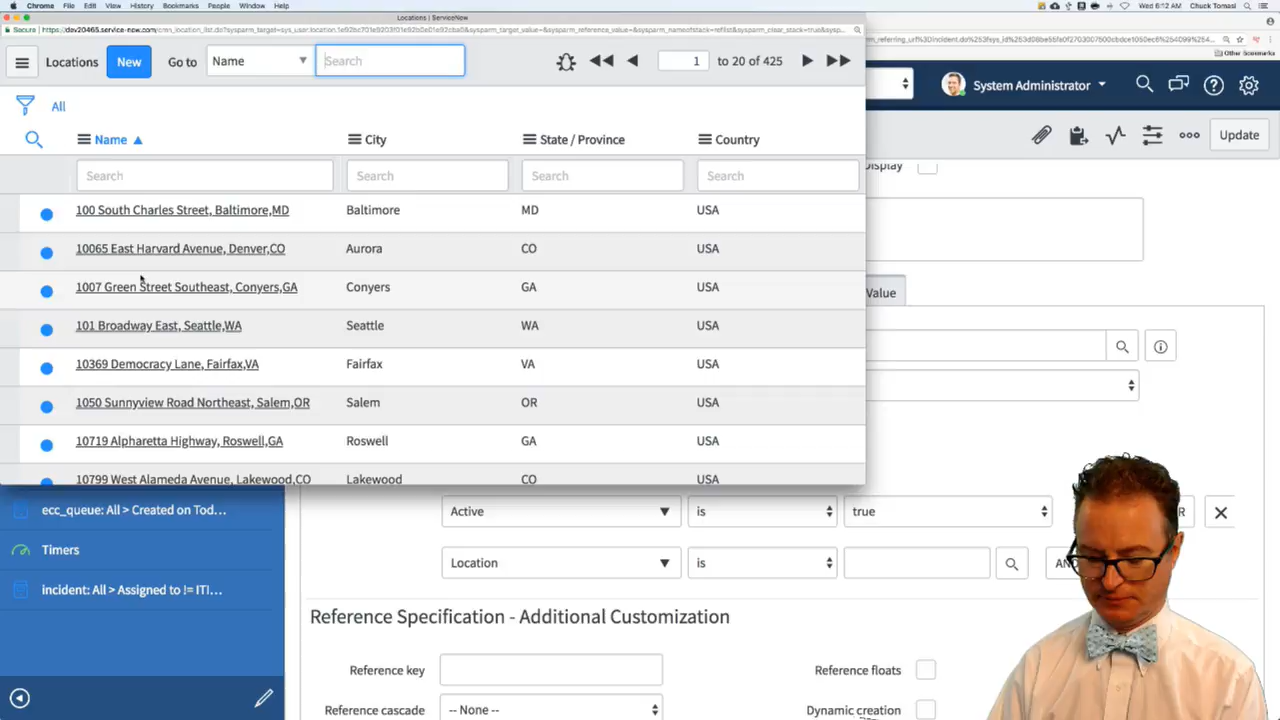 Chrome File Edit View History Bookmarks People Window Help
Wed 6:12 AM Chuck Tomasi
Locations | ServiceNow
Secure
Other Bookmarks
Locations New Go to Name Search 1 to 20 of 425
System Administrator
All
Update
Name City State / Province Country
Search Search Search Search
100 South Charles Street, Baltimore,MD Baltimore MD USA
10065 East Harvard Avenue, Denver,CO Aurora CO USA
1007 Green Street Southeast, Conyers,GA Conyers GA USA
Value
101 Broadway East, Seattle,WA Seattle WA USA
10369 Democracy Lane, Fairfax,VA Fairfax VA USA
1050 Sunnyview Road Northeast, Salem,OR Salem OR USA
10719 Alpharetta Highway, Roswell,GA Roswell GA USA
10799 West Alameda Avenue, Lakewood,CO Lakewood CO USA
ecc_queue: All > Created on Tod...
Active is true
Timers
Location is
incident: All > Assigned to != ITI...
Reference Specification - Additional Customization
Reference key Reference floats
Reference cascade -- None -- Dynamic creation